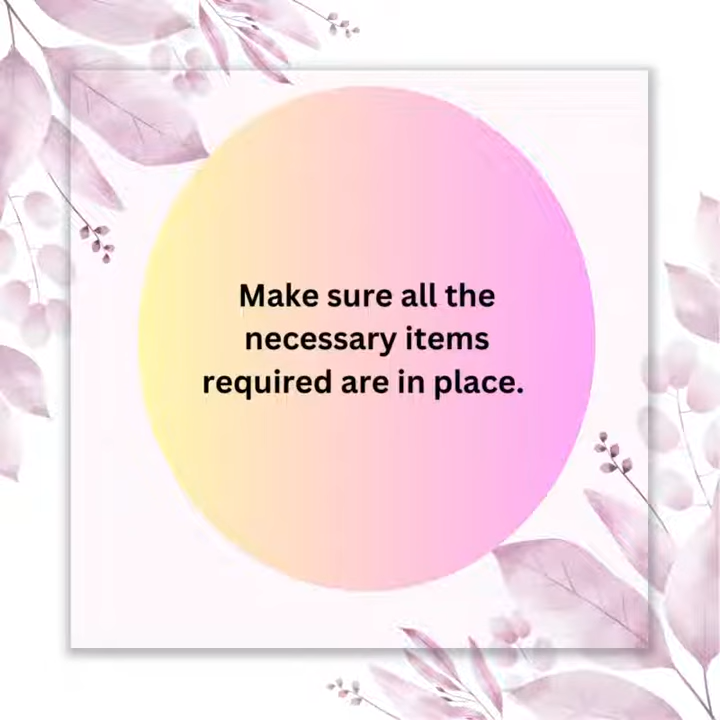 Make sure all the
necessary items
required are in place.